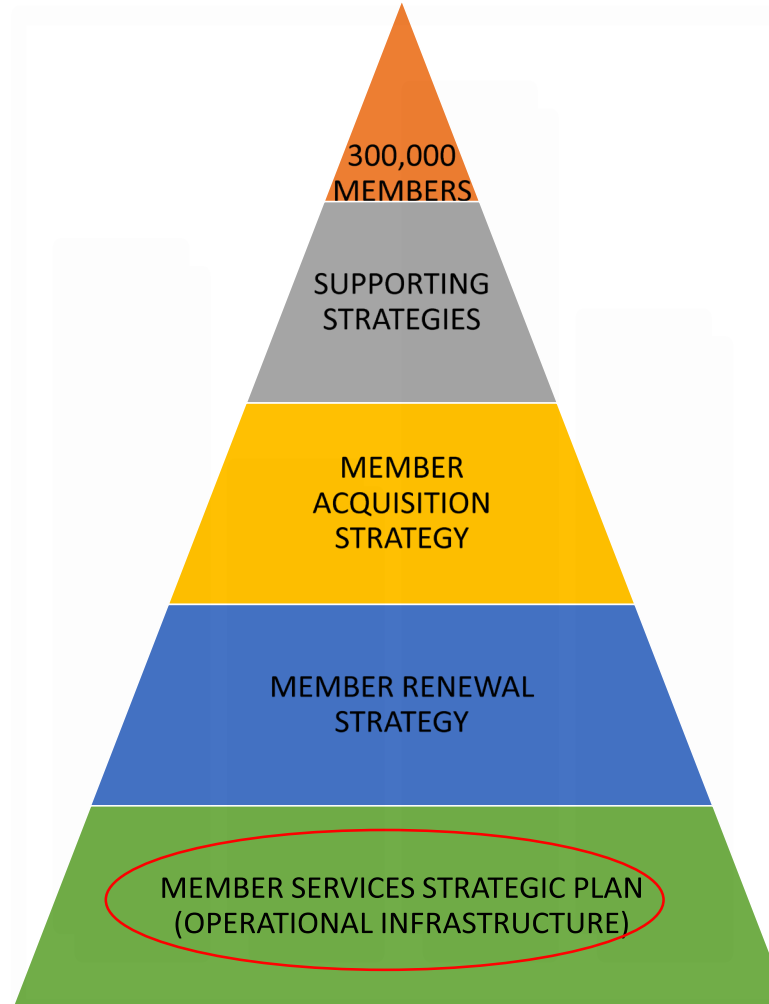 300,000
MEMBERS
SUPPORTING
STRATEGIES
MEMBER
ACQUISITION
STRATEGY
MEMBER RENEWAL
STRATEGY
MEMBER SERVICES STRATEGIC PLAN
(OPERATIONAL INFRASTRUCTURE)